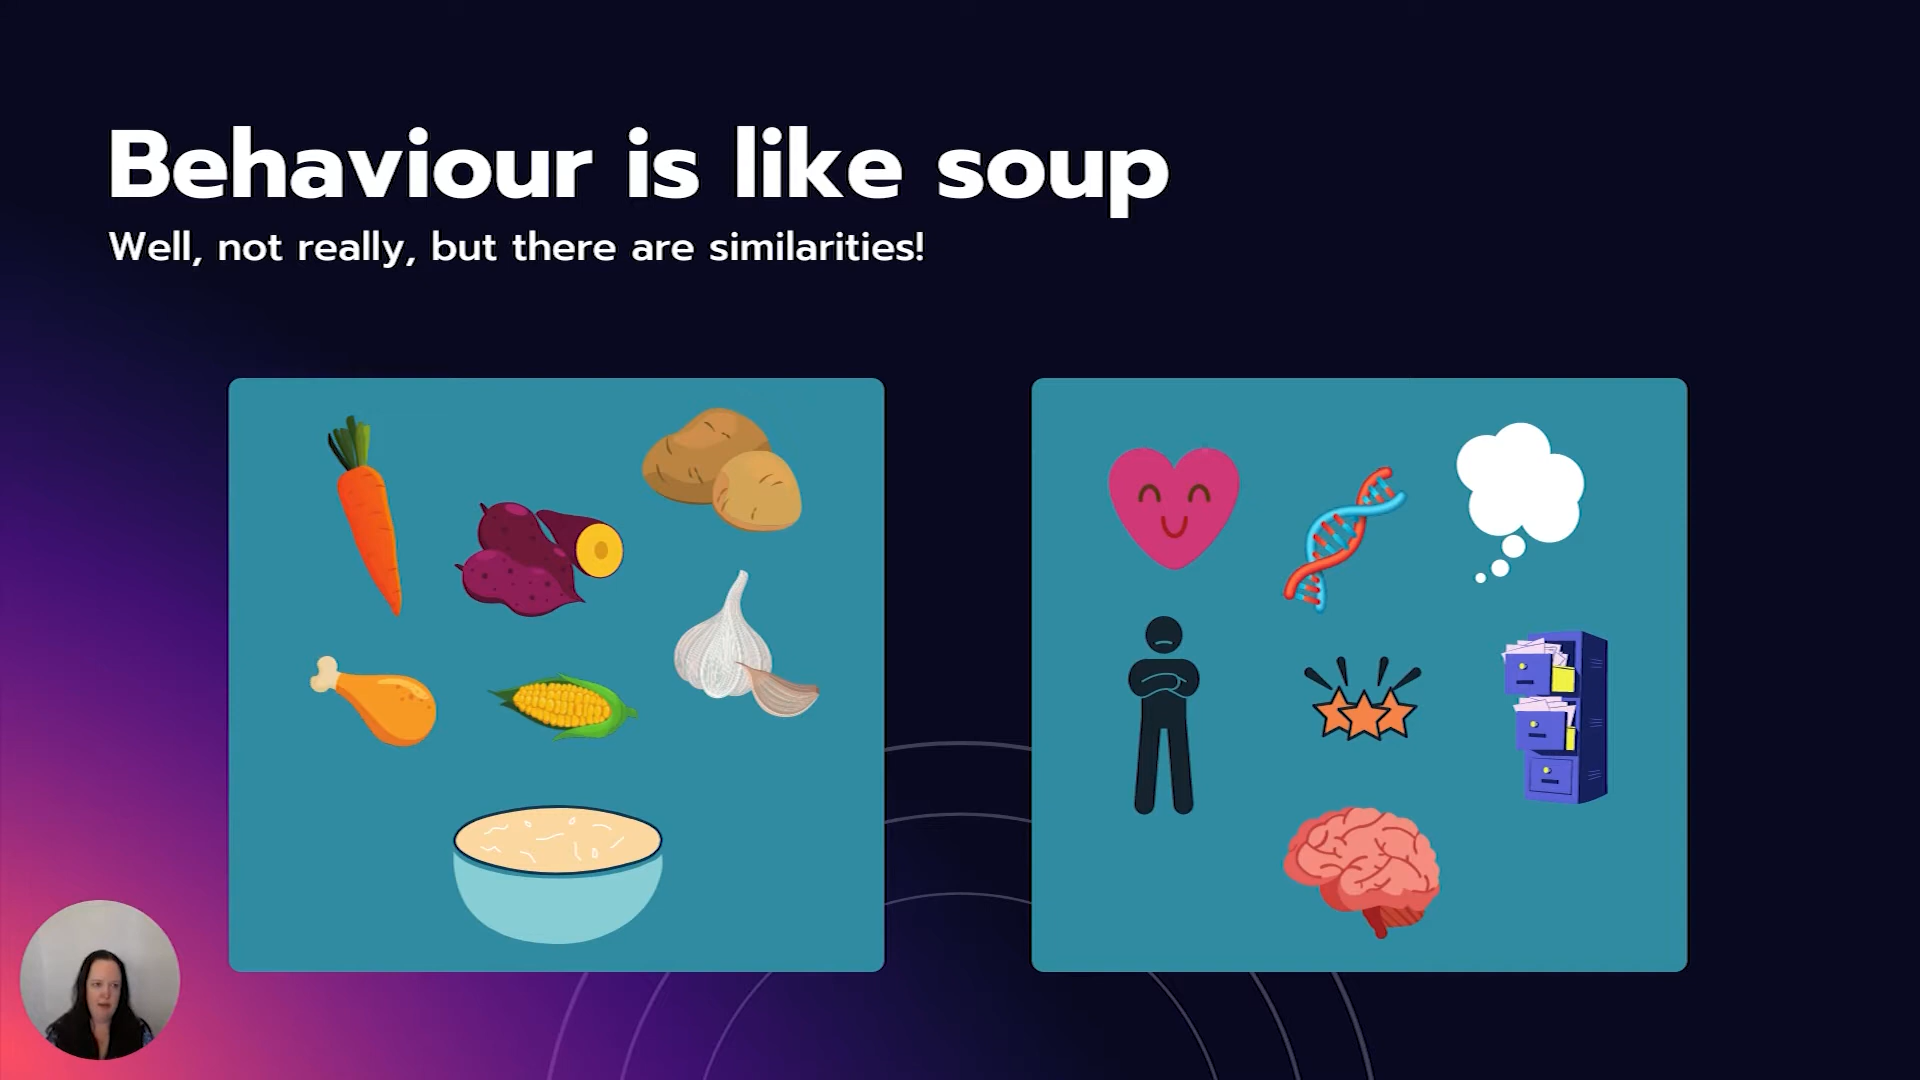 Behaviour is like soup
Well, not really, but there are similarities!